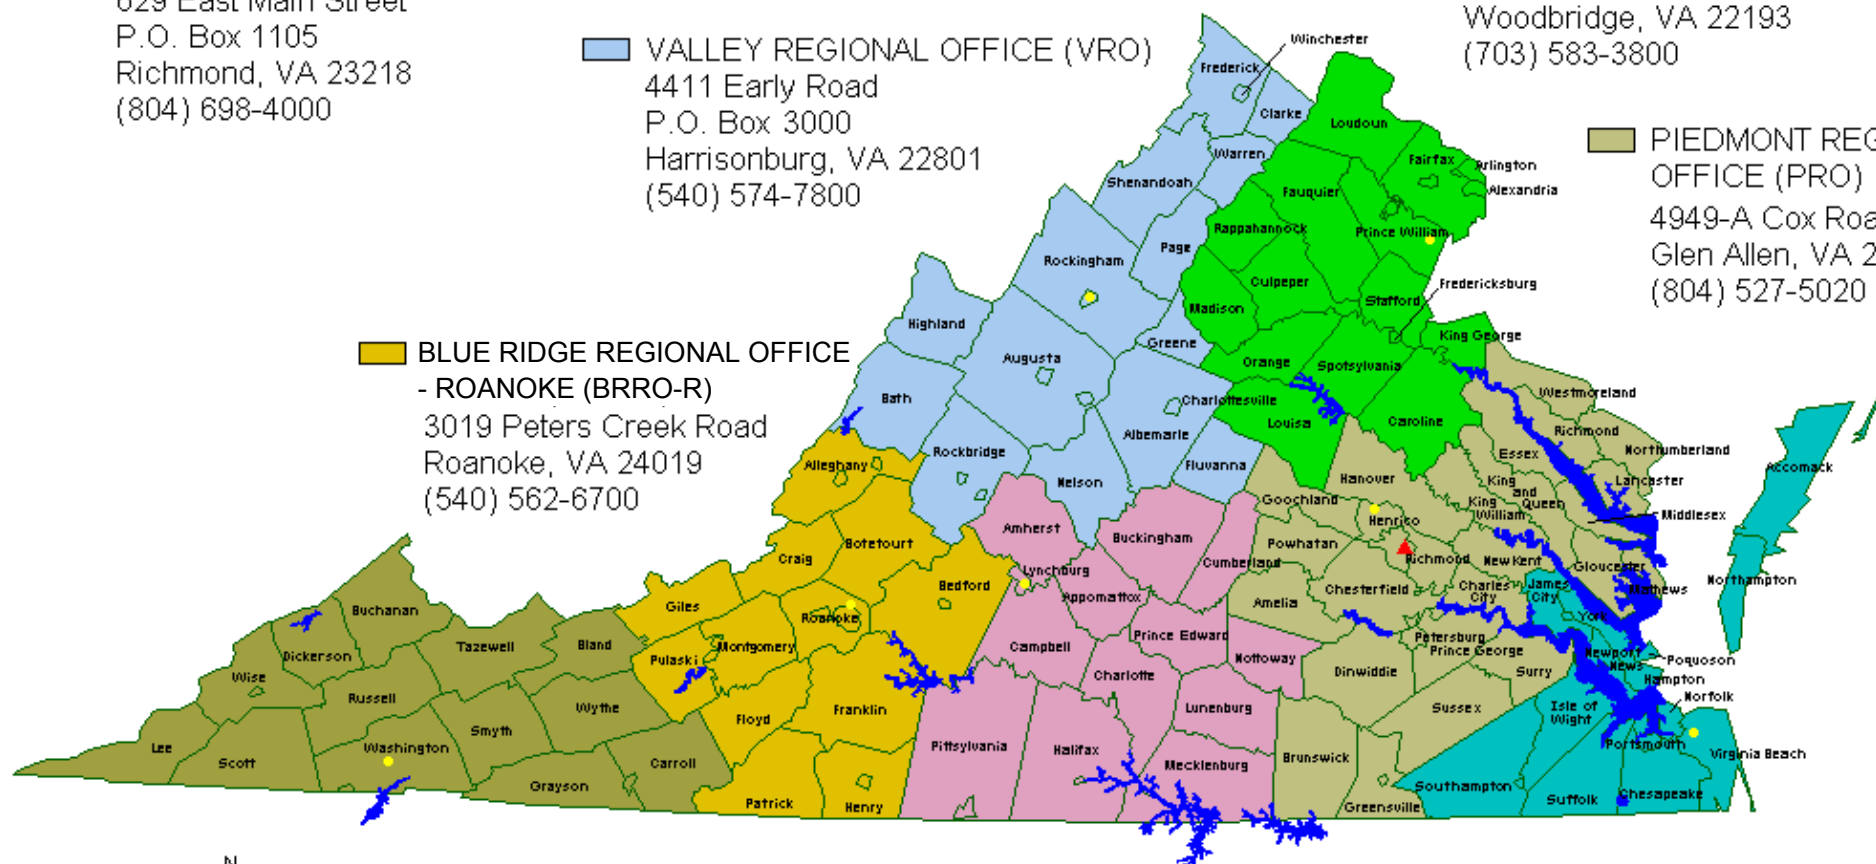 629 East Main Street
P.O. Box 1105
Richmond, VA 23218
(804) 698-4000
VALLEY REGIONAL OFFICE (VRO)
4411 Early Road
P.O. Box 3000
Harrisonburg, VA 22801
(540) 574-7800
Woodbridge, VA 22193
(703) 583-3800
PIEDMONT REG
OFFICE (PRO)
4949-A Cox Roa
Glen Allen, VA 2
(804) 527-5020
BLUE RIDGE REGIONAL OFFICE
- ROANOKE (BRRO-R)
3019 Peters Creek Road
Roanoke, VA 24019
(540) 562-6700
Winchester
Frederick
Clarke
Loudoun
Warren
Fairfax
Arlington
Alexandria
Shenandoah
Fauquier
Rappahannock
Prince William
Page
Rockingham
Culpeper
Stafford
Fredericksburg
Madison
Highland
Greene
King George
Augusta
Orange
Spotsylvania
Bath
Charlottesville
Westmoreland
Louisa
Caroline
Richmond
Albemarle
Northumberland
Rockbridge
Essex
Alleghany
Fluvanna
Accomack
Nelson
Hanover
King
and
Queen
Lancaster
Goochland
King
William
Middlesex
Amherst
Henrico
Buckingham
Powhatan
Botetourt
Craig
Cumberland
Richmond
New Kent
Gloucester
Lynchburg
Northampton
Bedford
Chesterfield
Charles
City
James
City
Mathews
Appomattox
Amelia
Giles
Buchanan
Roanoke
York
Prince Edward
Petersburg
Tazewell
Bland
Montgomery
Campbell
Prince George
Newport
News
Poquoson
Dickerson
Pulaski
Nottoway
Dinwiddie
Surry
Hampton
Wise
Charlotte
Norfolk
Russell
Wythe
Franklin
Lunenburg
Sussex
Isle of
Wight
Floyd
Smyth
Lee
Washington
Pittsylvania
Halifax
Portsmouth
Virginia Beach
Scott
Carroll
Mecklenburg
Brunswick
Grayson
Southampton
Patrick
Henry
Greensville
Suffolk
Chesapeake
N